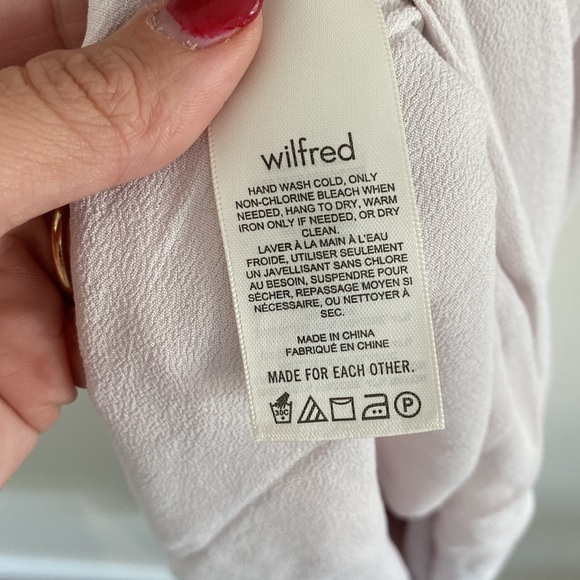 wilfred
HAND WASH COLD, ONLY
NON-CHLORINE BLEACH WHEN
NEEDED, HANG TO DRY, WARM
IRON ONLY IF NEEDED, OR DRY
CLEAN.
LAVER À LA MAIN À L'EAU
FROIDE, UTILISER SEULEMENT
UN JAVELLISANT SANS CHLORE
AU BESOIN, SUSPENDRE POUR
SÉCHER, REPASSAGE MOYEN SI
NÉCESSAIRE, OU NETTOYER À
SEC.
MADE IN CHINA
FABRIQUÉ EN CHINE
MADE FOR EACH OTHER.
30C P